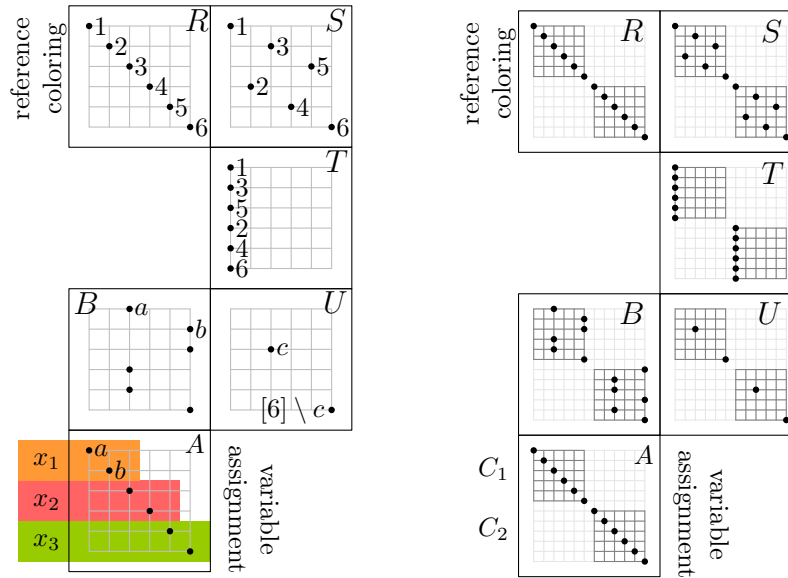 reference
coloring
R
1
2
3
4
5
6
S
1
3
5
2
4
6
T
1
3
5
2
4
6
B
a
b
U
c
[6] \ c
x₁
x₂
x₃
A
a
b
variable
assignment
reference
coloring
R
S
T
B
U
C₁
C₂
A
variable
assignment